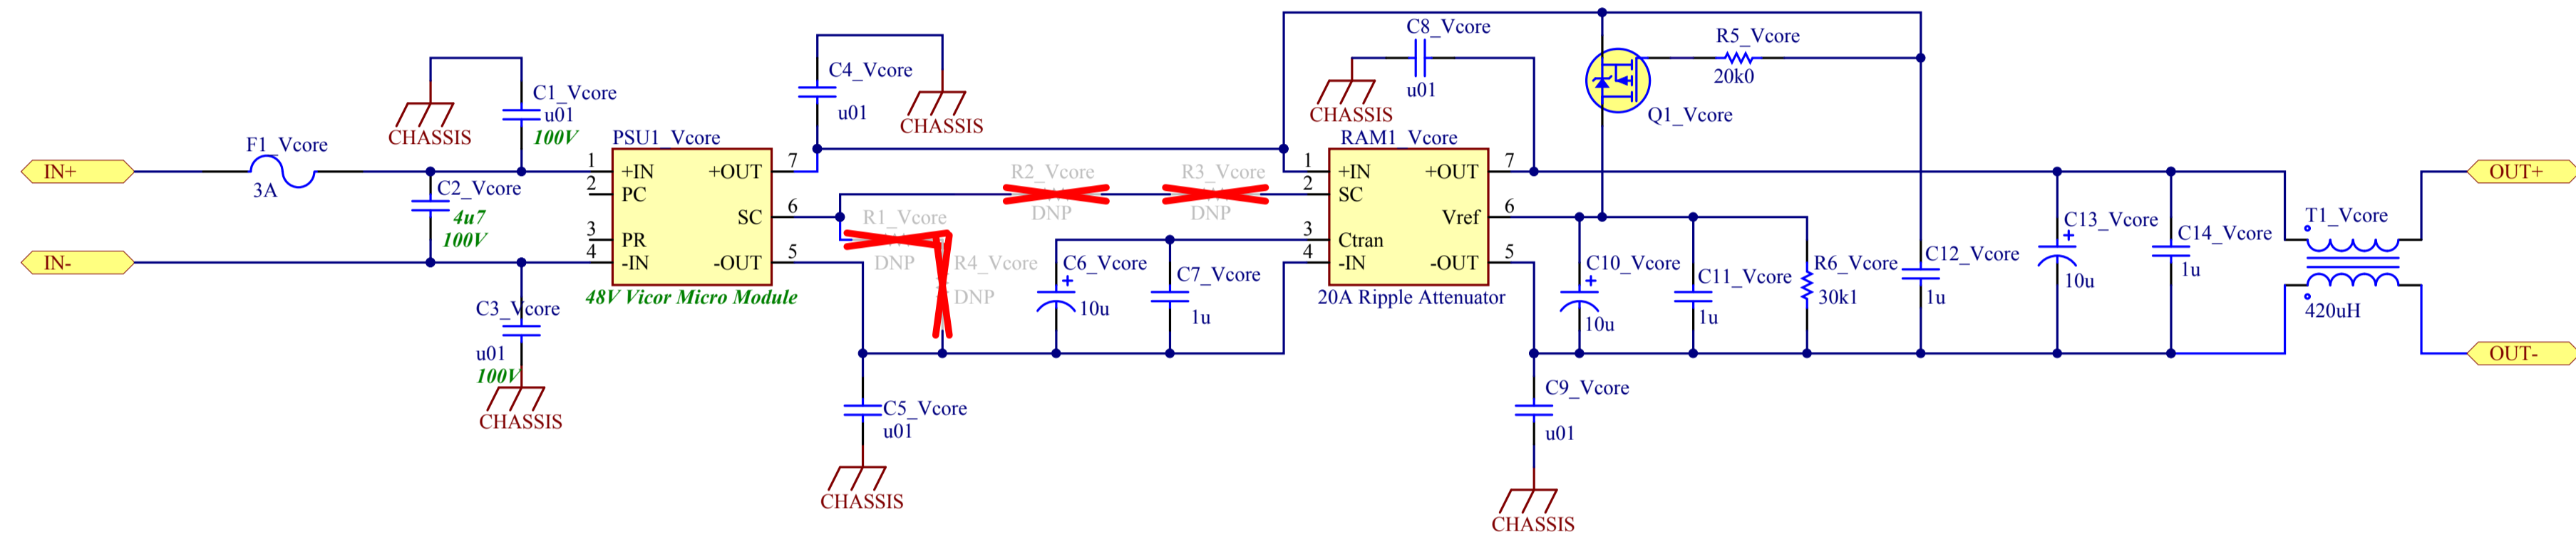 IN+
IN-
F1_Vcore
3A
CHASSIS
C1_Vcore
u01
100V
C2_Vcore
4u7
100V
C3_Vcore
u01
100V
CHASSIS
PSU1_Vcore
1
2
3
4
+IN
PC
PR
-IN
+OUT
SC
-OUT
7
6
5
48V Vicor Micro Module
C4_Vcore
u01
CHASSIS
R1_Vcore
DNP
R2_Vcore
DNP
R3_Vcore
DNP
R4_Vcore
DNP
C5_Vcore
u01
CHASSIS
C6_Vcore
+
10u
C7_Vcore
1u
C8_Vcore
u01
CHASSIS
RAM1_Vcore
1
2
3
4
+IN
SC
Ctran
-IN
+OUT
Vref
-OUT
7
6
5
20A Ripple Attenuator
Q1_Vcore
R5_Vcore
20k0
C9_Vcore
u01
CHASSIS
C10_Vcore
+
10u
C11_Vcore
1u
R6_Vcore
30k1
C12_Vcore
1u
C13_Vcore
+
10u
C14_Vcore
1u
T1_Vcore
420uH
OUT+
OUT-